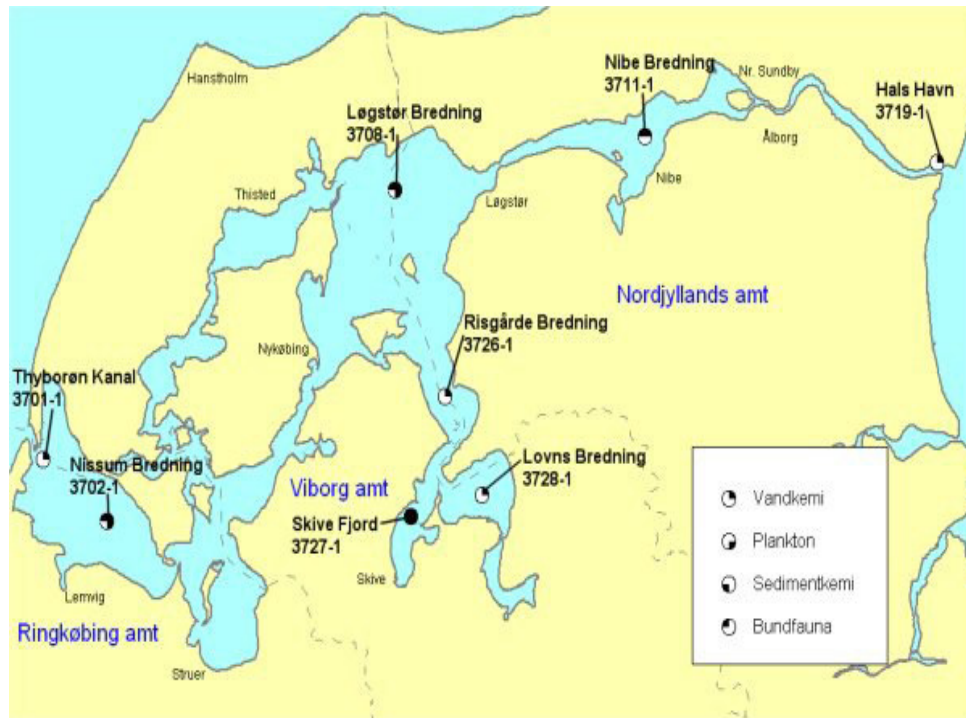 Hanstholm
Nibe Bredning
3711-1
Nr. Sundby
Hals Havn
3719-1
Løgstør Bredning
3708-1
Ålborg
Nibe
Thisted
Løgstør
Nordjyllands amt
Risgårde Bredning
3726-1
Nykøbing
Thyborøn Kanal
3701-1
Nissum Bredning
3702-1
Lovns Bredning
3728-1
Viborg amt
Skive Fjord
3727-1
Skive
Lemvig
Ringkøbing amt
Struer
Vandkemi
Plankton
Sedimentkemi
Bundfauna